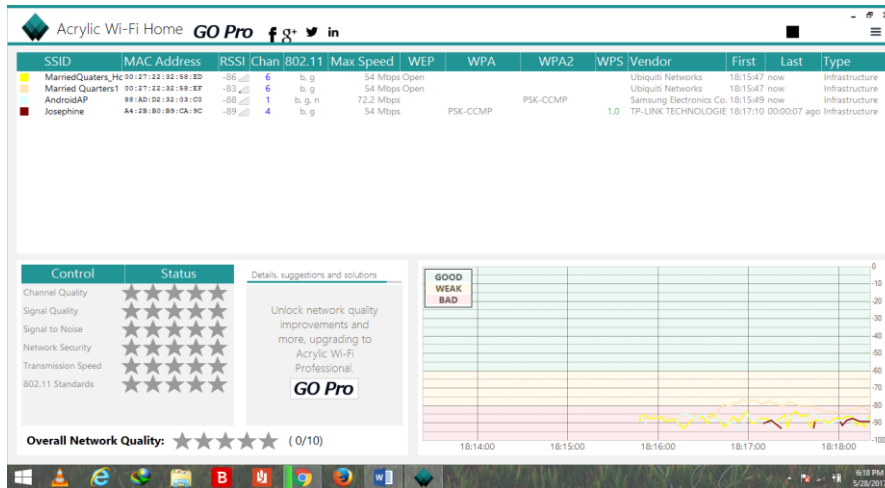 Acrylic Wi-Fi Home GO Pro f g+ in
SSID MAC Address RSSI Chan 802.11 Max Speed WEP WPA WPA2 WPS Vendor First Last Type
MarriedQuaters_Hc 00:27:22:32:58:ED -86 6 b, g 54 Mbps Open Ubiquiti Networks 18:15:47 now Infrastructure
Married Quarters1 00:27:22:32:58:EF -83 6 b, g 54 Mbps Open Ubiquiti Networks 18:15:47 now Infrastructure
AndroidAP 88:AD:D2:32:03:C0 -88 1 b, g, n 72.2 Mbps PSK-CCMP Samsung Electronics Co. 18:15:49 now Infrastructure
Josephine A4:2B:B0:B9:CA:9C -89 4 b, g 54 Mbps PSK-CCMP 1.0 TP-LINK TECHNOLOGIE 18:17:10 00:00:07 ago Infrastructure
Control Status
Channel Quality
Signal Quality
Signal to Noise
Network Security
Transmission Speed
802.11 Standards
Overall Network Quality: (0/10)
Details, suggestions and solutions
Unlock network quality
improvements and
more, upgrading to
Acrylic Wi-Fi
Professional.
GO Pro
GOOD
WEAK
BAD
0
-10
-20
-30
-40
-50
-60
-70
-80
-90
-100
18:14:00 18:15:00 18:16:00 18:17:00 18:18:00
6:18 PM